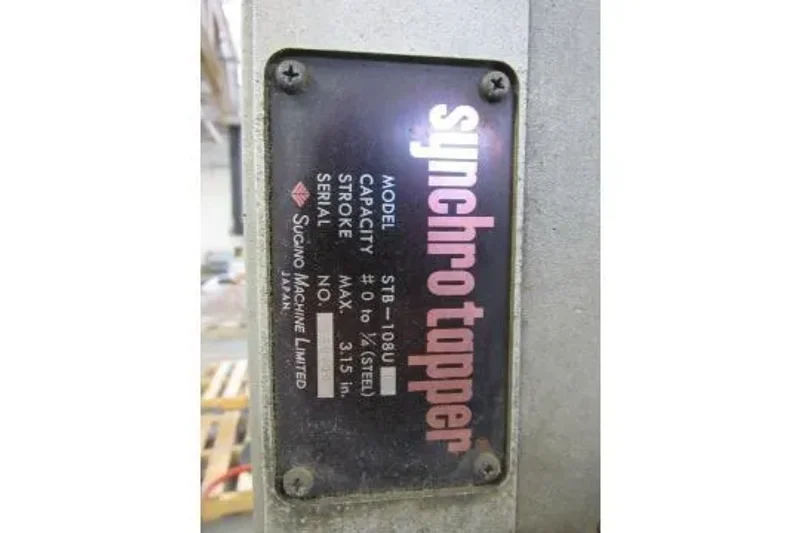 synchro tapper
MODEL STB-108U
CAPACITY # 0 to ¼ (STEEL)
STROKE MAX. 3.15 in.
SERIAL NO.
SUGINO MACHINE LIMITED
JAPAN